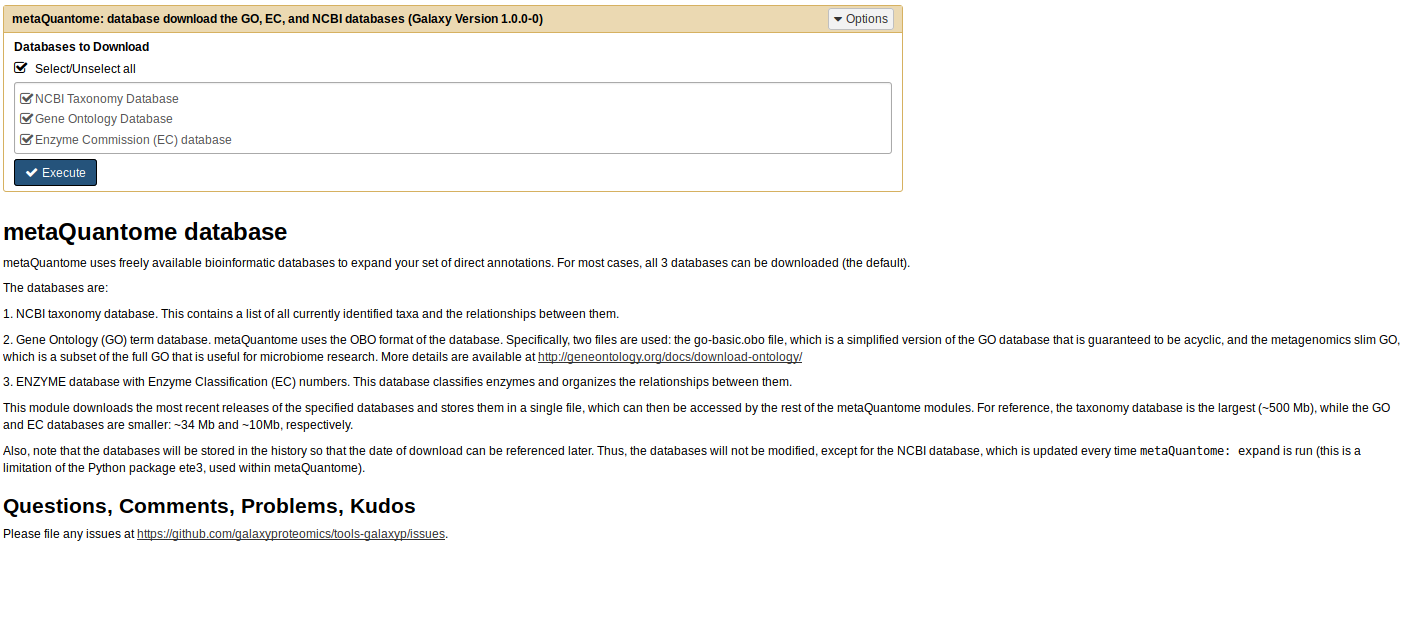 metaQuantome: database download the GO, EC, and NCBI databases (Galaxy Version 1.0.0-0)
Options
Databases to Download
Select/Unselect all
NCBI Taxonomy Database
Gene Ontology Database
Enzyme Commission (EC) database
Execute
metaQuantome database
metaQuantome uses freely available bioinformatic databases to expand your set of direct annotations. For most cases, all 3 databases can be downloaded (the default).
The databases are:
1. NCBI taxonomy database. This contains a list of all currently identified taxa and the relationships between them.
2. Gene Ontology (GO) term database. metaQuantome uses the OBO format of the database. Specifically, two files are used: the go-basic.obo file, which is a simplified version of the GO database that is guaranteed to be acyclic, and the metagenomics slim GO,
which is a subset of the full GO that is useful for microbiome research. More details are available at http://geneontology.org/docs/download-ontology/
3. ENZYME database with Enzyme Classification (EC) numbers. This database classifies enzymes and organizes the relationships between them.
This module downloads the most recent releases of the specified databases and stores them in a single file, which can then be accessed by the rest of the metaQuantome modules. For reference, the taxonomy database is the largest (~500 Mb), while the GO
and EC databases are smaller: ~34 Mb and ~10Mb, respectively.
Also, note that the databases will be stored in the history so that the date of download can be referenced later. Thus, the databases will not be modified, except for the NCBI database, which is updated every time metaQuantome: expand is run (this is a
limitation of the Python package ete3, used within metaQuantome).
Questions, Comments, Problems, Kudos
Please file any issues at https://github.com/galaxyproteomics/tools-galaxyp/issues.